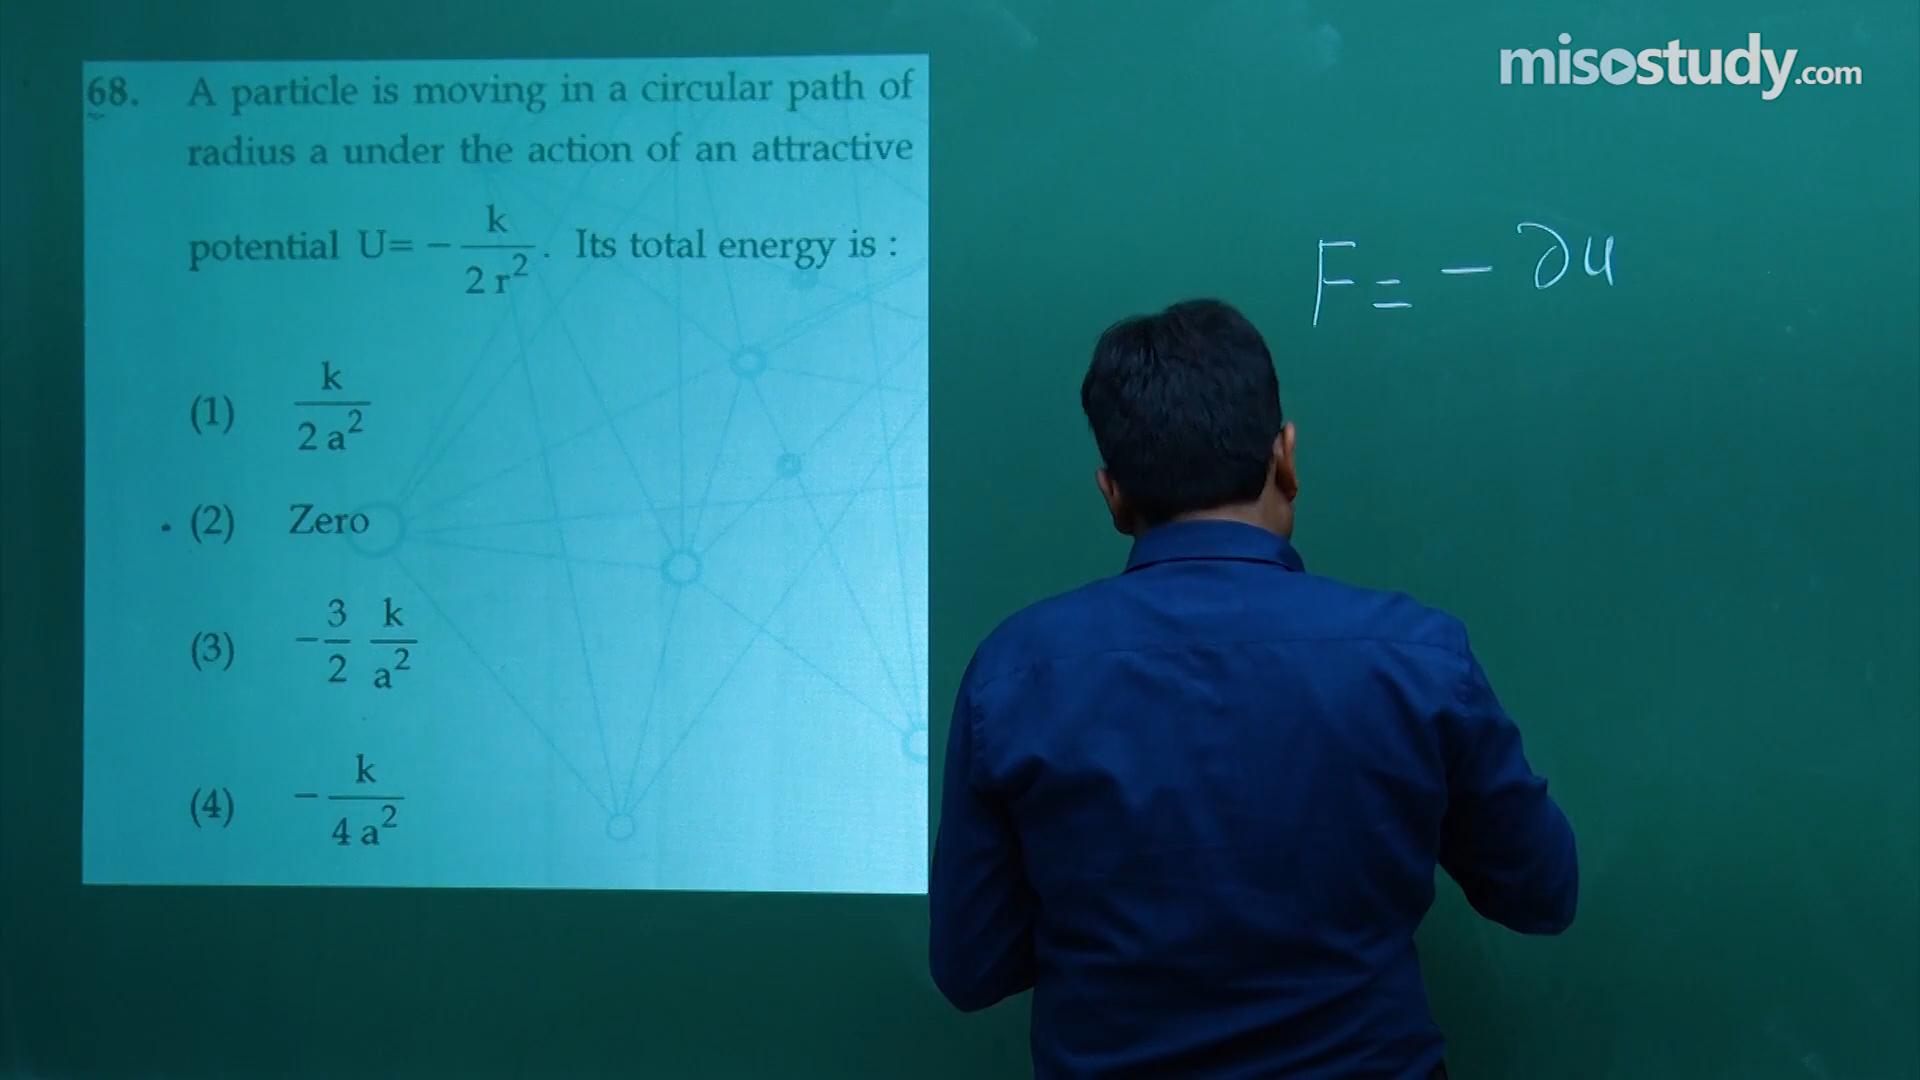 misostudy.com
68. A particle is moving in a circular path of
radius a under the action of an attractive
potential U= - k / 2 r² . Its total energy is :
(1) k / 2 a²
(2) Zero
(3) - 3/2 k/a²
(4) - k / 4 a²
F = - ∂u